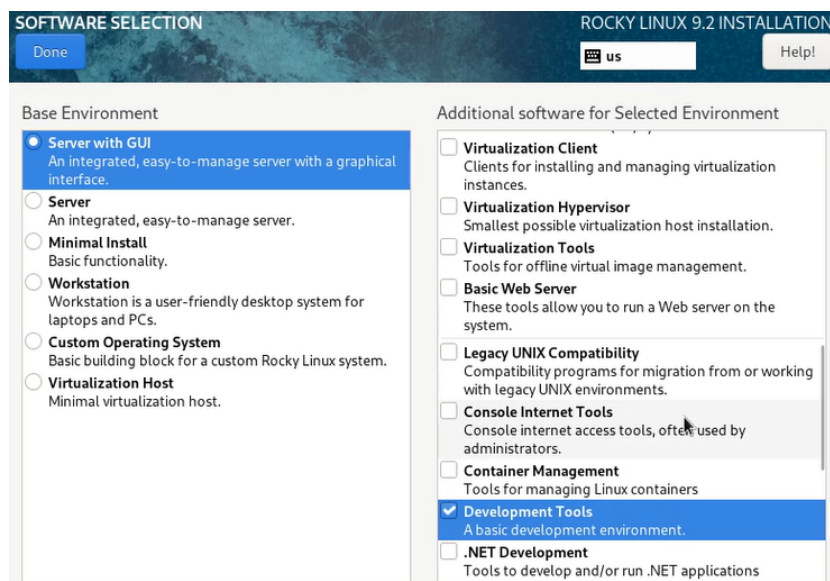 SOFTWARE SELECTION
ROCKY LINUX 9.2 INSTALLATION
Done
us
Help!
Base Environment
Server with GUI
An integrated, easy-to-manage server with a graphical
interface.
Server
An integrated, easy-to-manage server.
Minimal Install
Basic functionality.
Workstation
Workstation is a user-friendly desktop system for
laptops and PCs.
Custom Operating System
Basic building block for a custom Rocky Linux system.
Virtualization Host
Minimal virtualization host.
Additional software for Selected Environment
Virtualization Client
Clients for installing and managing virtualization
instances.
Virtualization Hypervisor
Smallest possible virtualization host installation.
Virtualization Tools
Tools for offline virtual image management.
Basic Web Server
These tools allow you to run a Web server on the
system.
Legacy UNIX Compatibility
Compatibility programs for migration from or working
with legacy UNIX environments.
Console Internet Tools
Console internet access tools, often used by
administrators.
Container Management
Tools for managing Linux containers
Development Tools
A basic development environment.
.NET Development
Tools to develop and/or run .NET applications